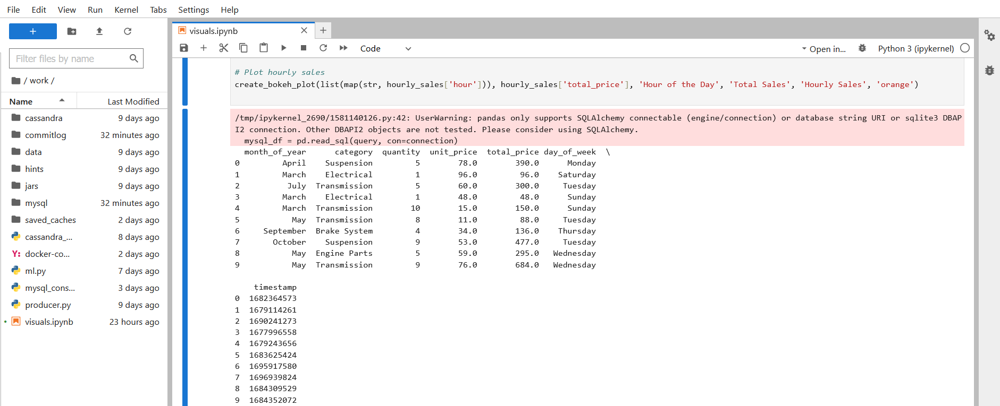 File Edit View Run Kernel Tabs Settings Help
visuals.ipynb
Code
Open in...
Python 3 (ipykernel)
Filter files by name
/ work /
Name Last Modified
cassandra 9 days ago
commitlog 32 minutes ago
data 9 days ago
hints 9 days ago
jars 9 days ago
mysql 32 minutes ago
saved_caches 2 days ago
cassandra_... 8 days ago
Y: docker-co... 2 days ago
ml.py 7 days ago
mysql_cons... 3 days ago
producer.py 9 days ago
visuals.ipynb 23 hours ago
# Plot hourly sales
create_bokeh_plot(list(map(str, hourly_sales['hour'])), hourly_sales['total_price'], 'Hour of the Day', 'Total Sales', 'Hourly Sales', 'orange')
/tmp/ipykernel_2690/1581140126.py:42: UserWarning: pandas only supports SQLAlchemy connectable (engine/connection) or database string URI or sqlite3 DBAP
I2 connection. Other DBAPI2 objects are not tested. Please consider using SQLAlchemy.
mysql_df = pd.read_sql(query, con=connection)
month_of_year category quantity unit_price total_price day_of_week \
0 April Suspension 5 78.0 390.0 Monday
1 March Electrical 1 96.0 96.0 Saturday
2 July Transmission 5 60.0 300.0 Tuesday
3 March Electrical 1 48.0 48.0 Sunday
4 March Transmission 10 15.0 150.0 Sunday
5 May Transmission 8 11.0 88.0 Tuesday
6 September Brake System 4 34.0 136.0 Thursday
7 October Suspension 9 53.0 477.0 Tuesday
8 May Engine Parts 5 59.0 295.0 Wednesday
9 May Transmission 9 76.0 684.0 Wednesday
timestamp
0 1682364573
1 1679114261
2 1690241273
3 1677996558
4 1679243656
5 1683625424
6 1695917580
7 1696939824
8 1684309529
9 1684352072